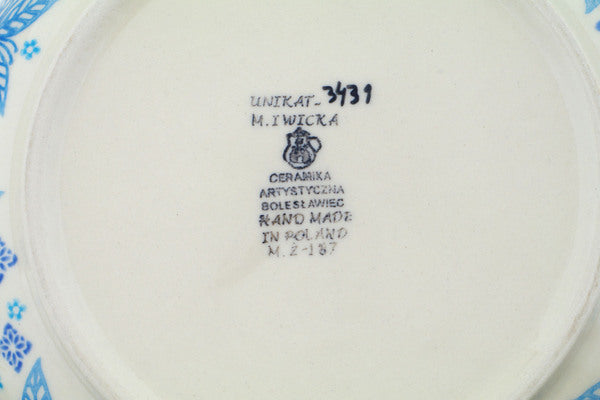 UNIKAT-3431
M.IWICKA
CERAMIKA
ARTYSTYCZNA
BOLESŁAWIEC
HAND MADE
IN POLAND
M.Z-137